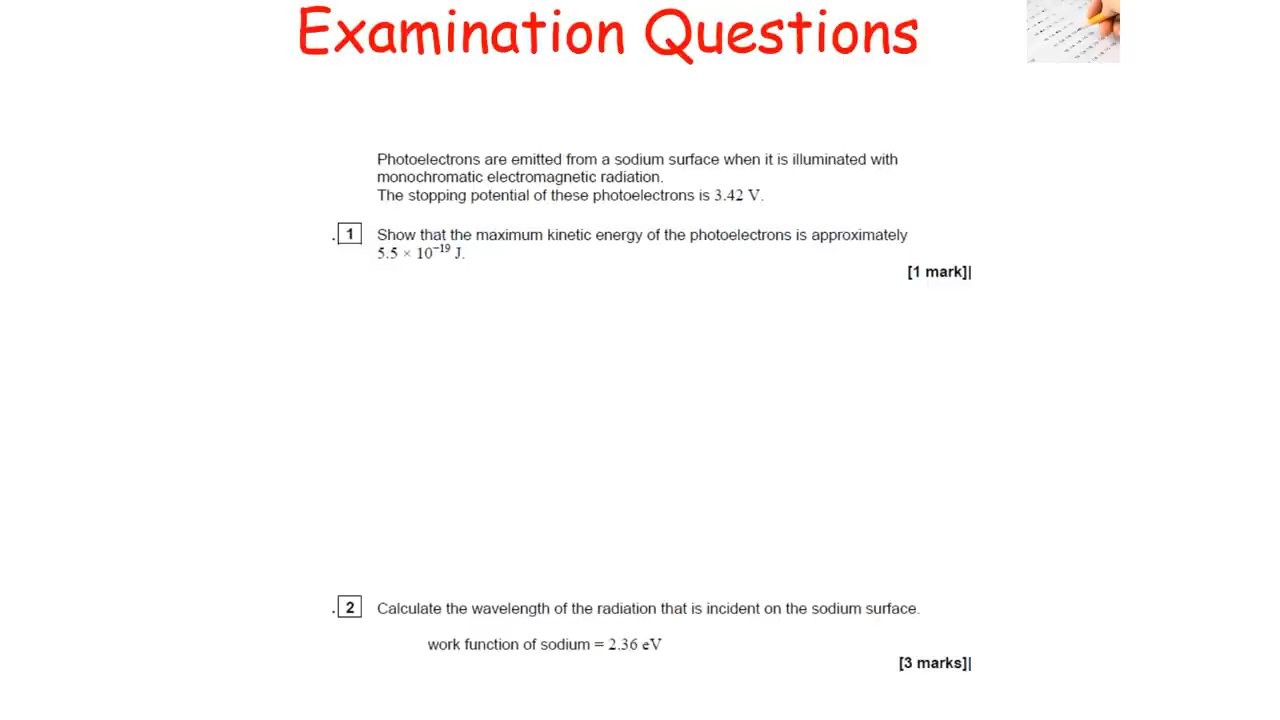 Examination Questions
Photoelectrons are emitted from a sodium surface when it is illuminated with
monochromatic electromagnetic radiation.
The stopping potential of these photoelectrons is 3.42 V.
.1 Show that the maximum kinetic energy of the photoelectrons is approximately
5.5 × 10⁻¹⁹ J.
[1 mark]|
.2 Calculate the wavelength of the radiation that is incident on the sodium surface.
work function of sodium = 2.36 eV
[3 marks]|